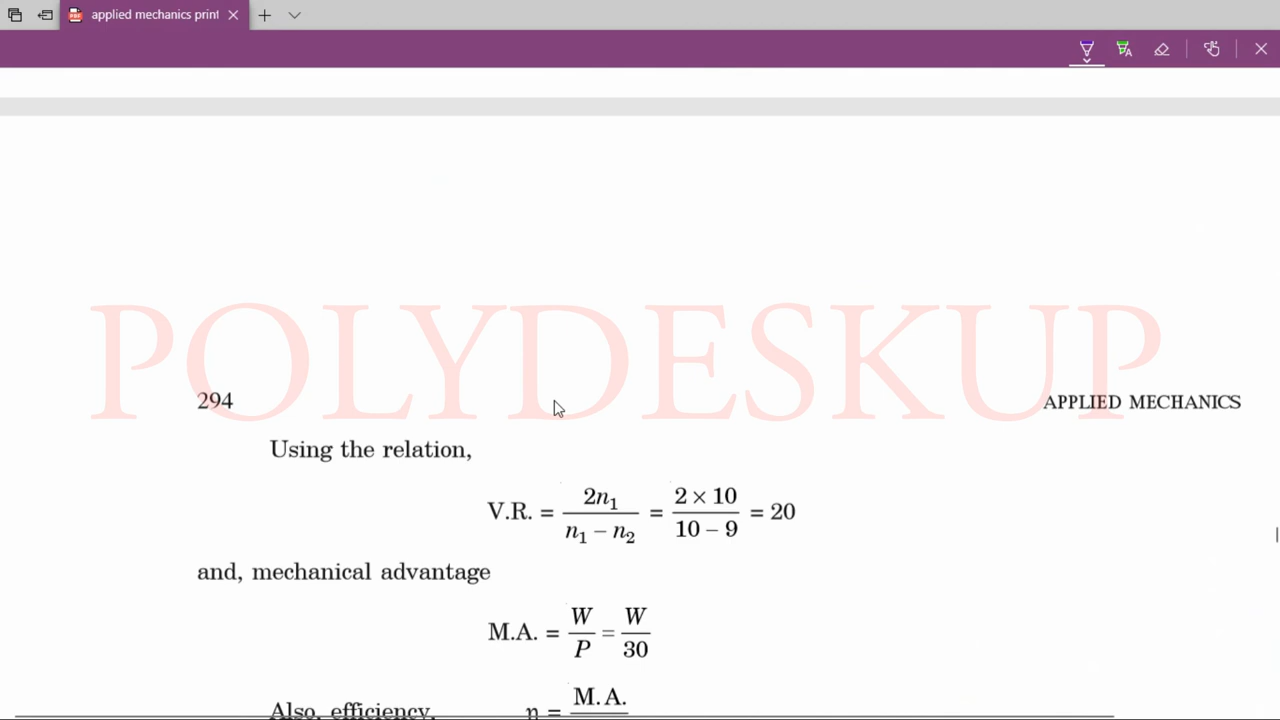 applied mechanics print
POLYDESKUP
294 APPLIED MECHANICS
Using the relation,
V.R. = 2n₁ / (n₁ – n₂) = (2 × 10) / (10 – 9) = 20
and, mechanical advantage
M.A. = W / P = W / 30
Also, efficiency, η = M.A.